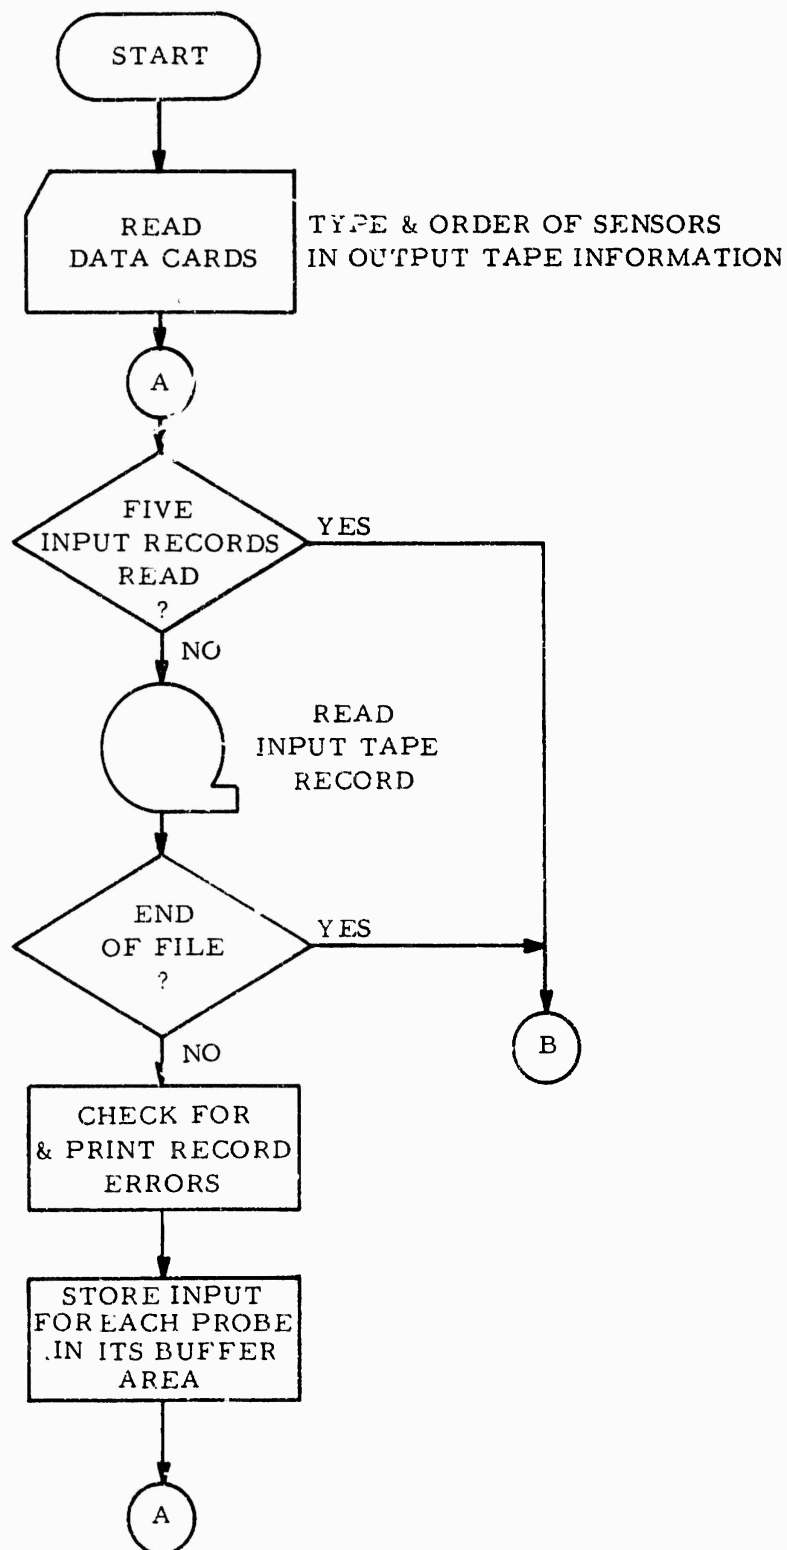 START
READ
DATA CARDS
TYPE & ORDER OF SENSORS
IN OUTPUT TAPE INFORMATION
A
FIVE
INPUT RECORDS
READ
?
YES
NO
READ
INPUT TAPE
RECORD
END
OF FILE
?
YES
B
NO
CHECK FOR
& PRINT RECORD
ERRORS
STORE INPUT
FOR EACH PROBE
IN ITS BUFFER
AREA
A